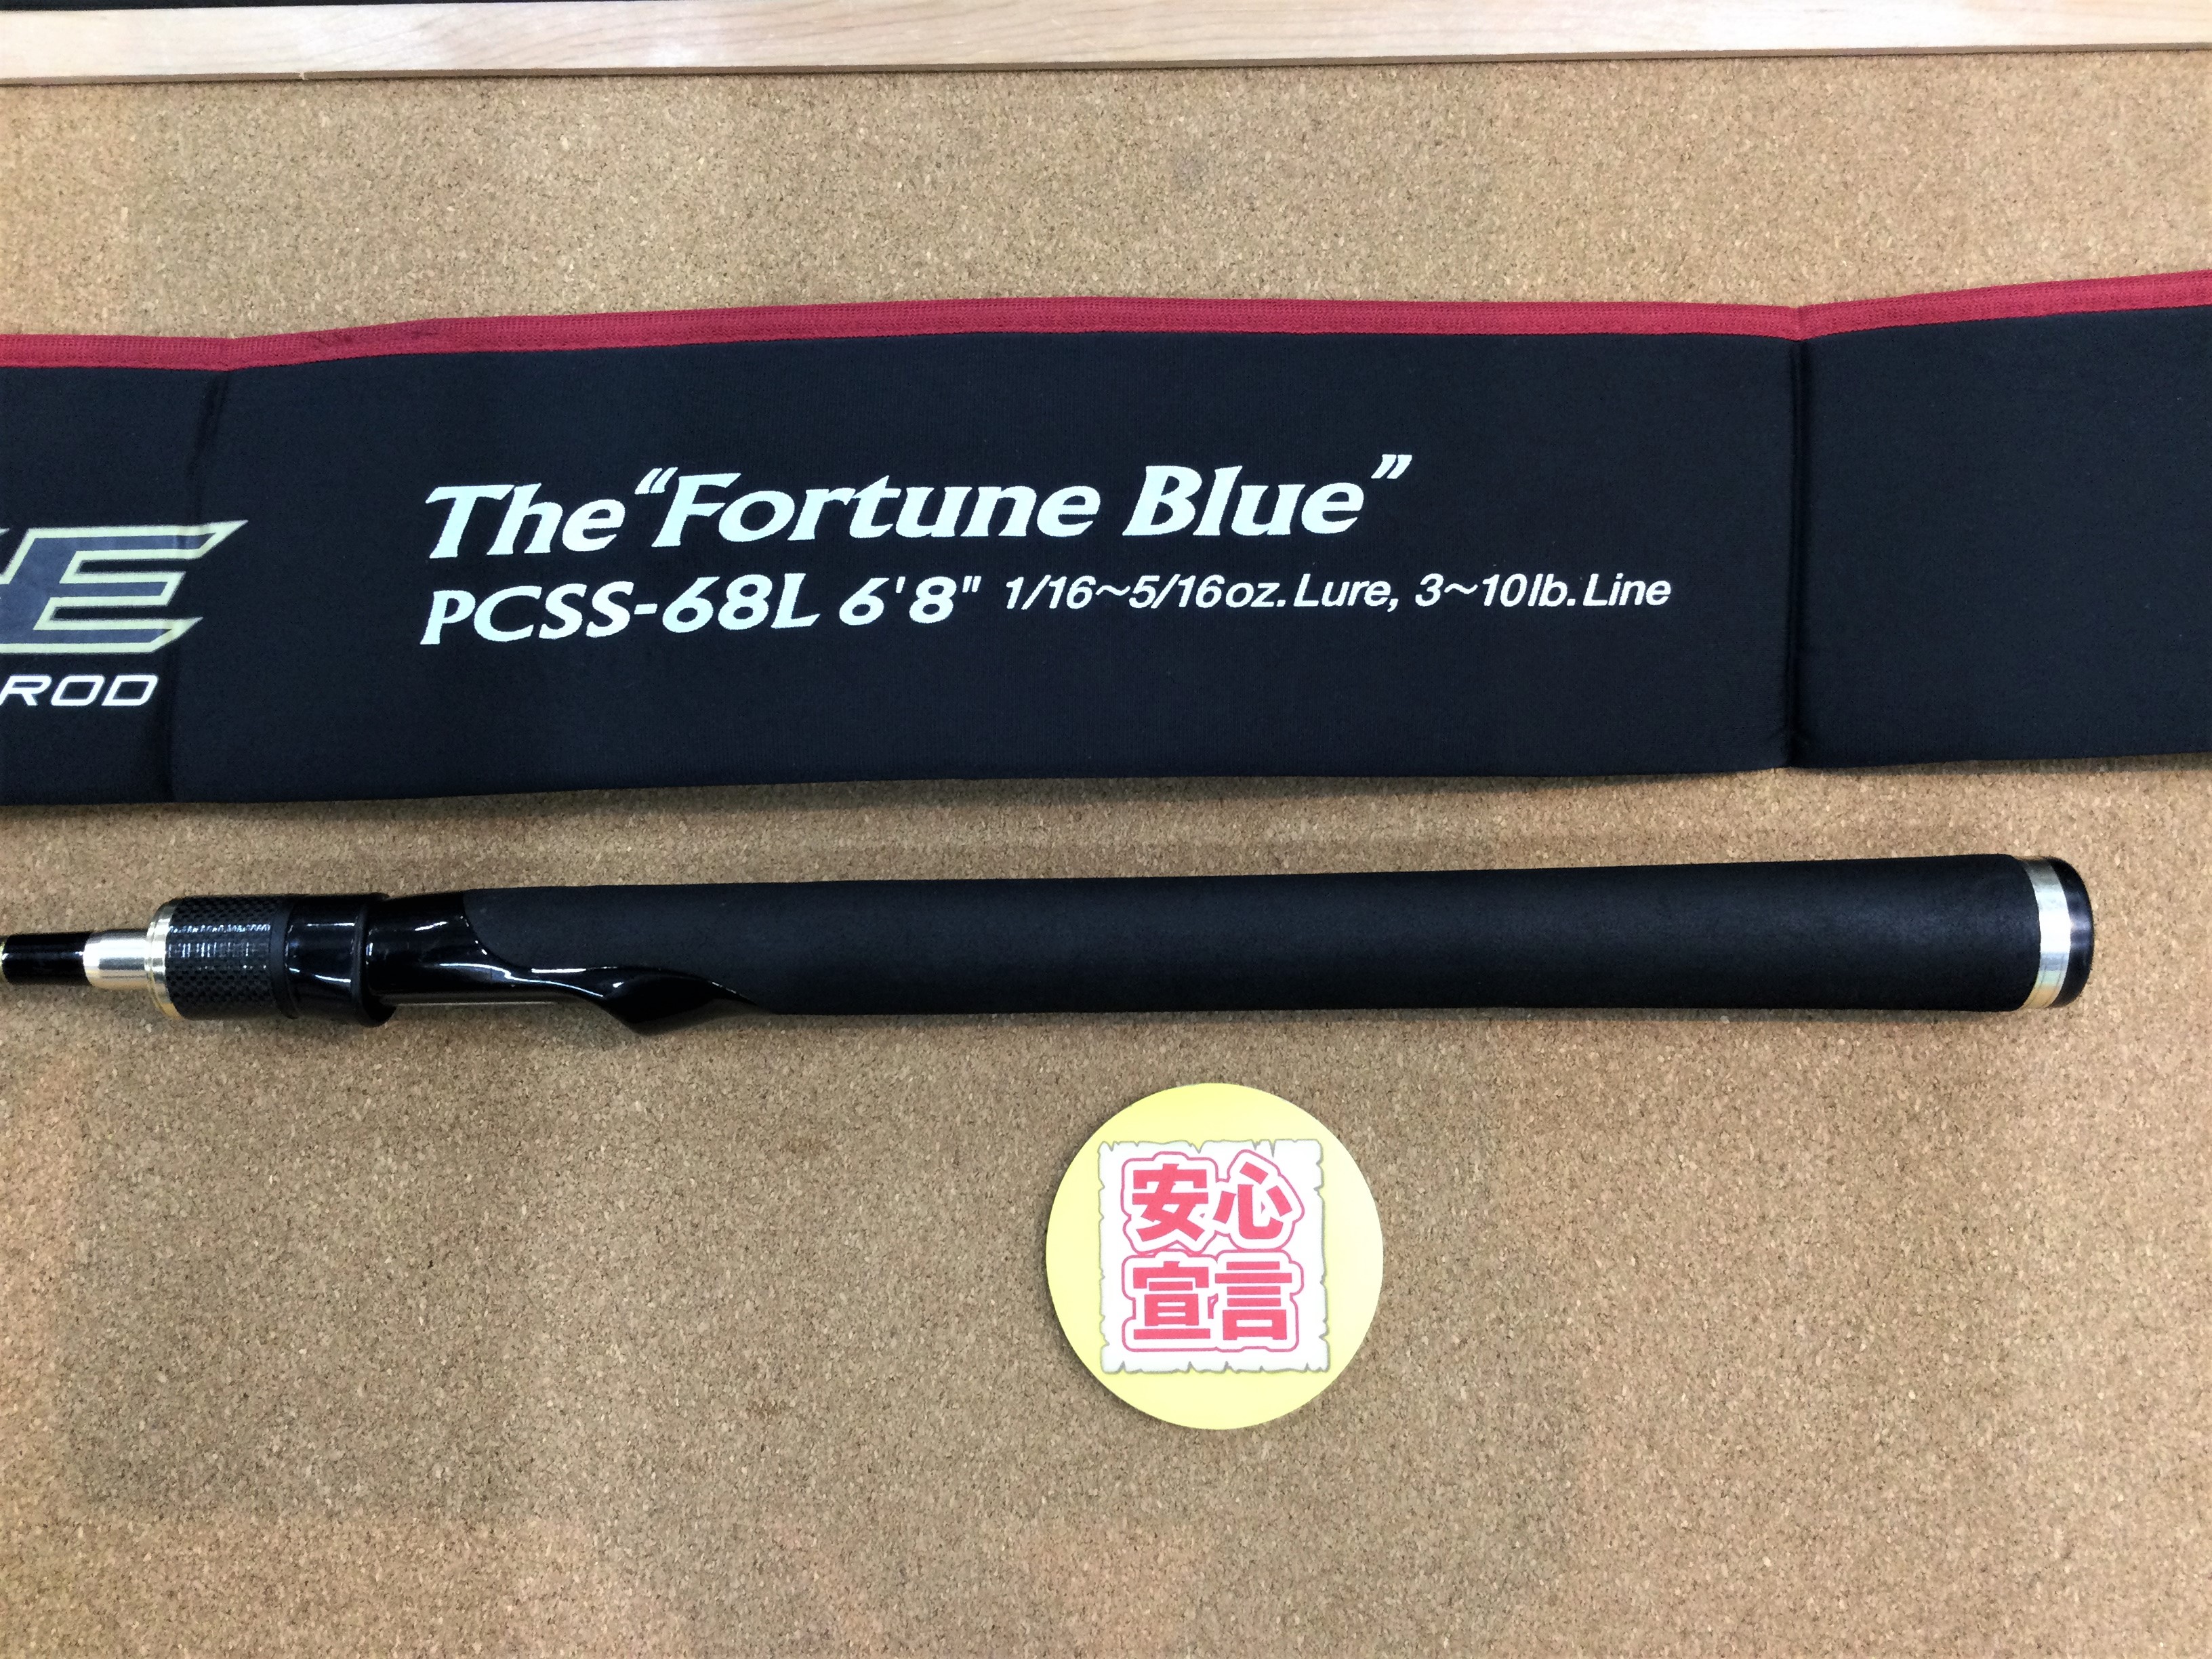 The “Fortune Blue”
PCSS-68L 6'8" 1/16~5/16oz. Lure, 3~10lb. Line
E
ROD
安心
宣言